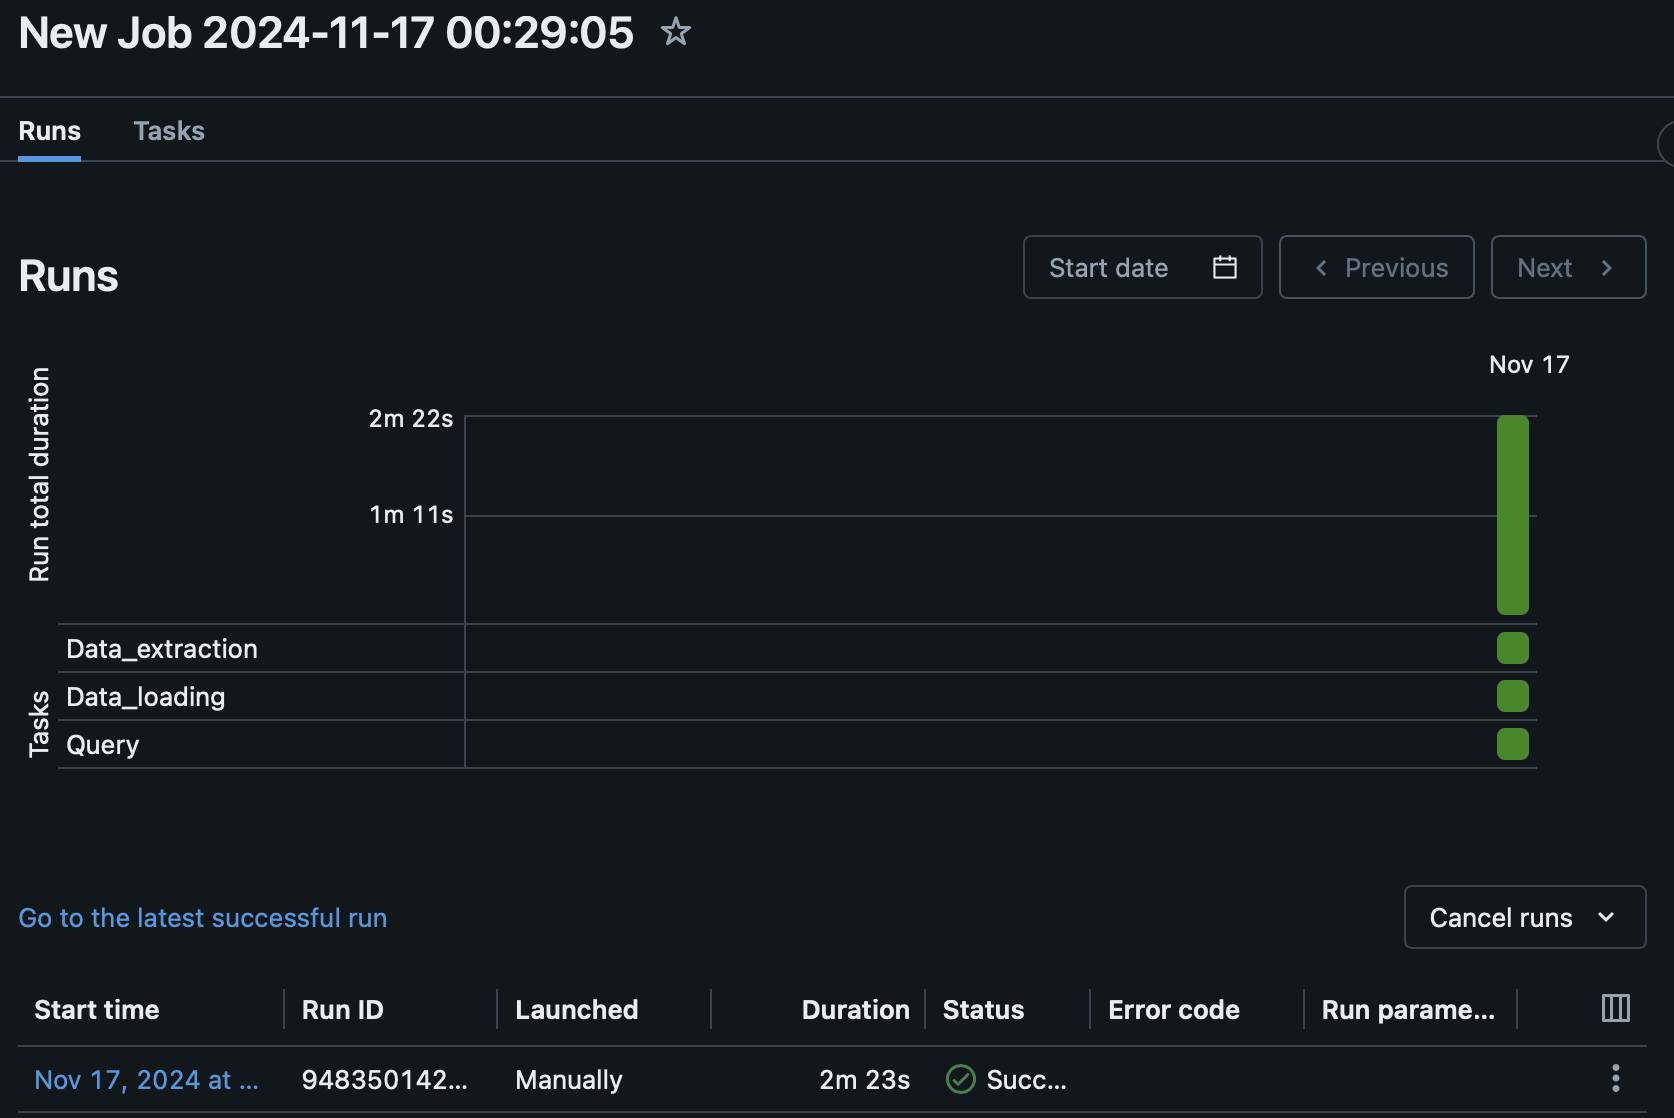 New Job 2024-11-17 00:29:05
Runs Tasks
Runs
Start date Previous Next
Nov 17
Run total duration
2m 22s
1m 11s
Tasks
Data_extraction
Data_loading
Query
Go to the latest successful run
Cancel runs
Start time Run ID Launched Duration Status Error code Run parame...
Nov 17, 2024 at ... 948350142... Manually 2m 23s Succ...